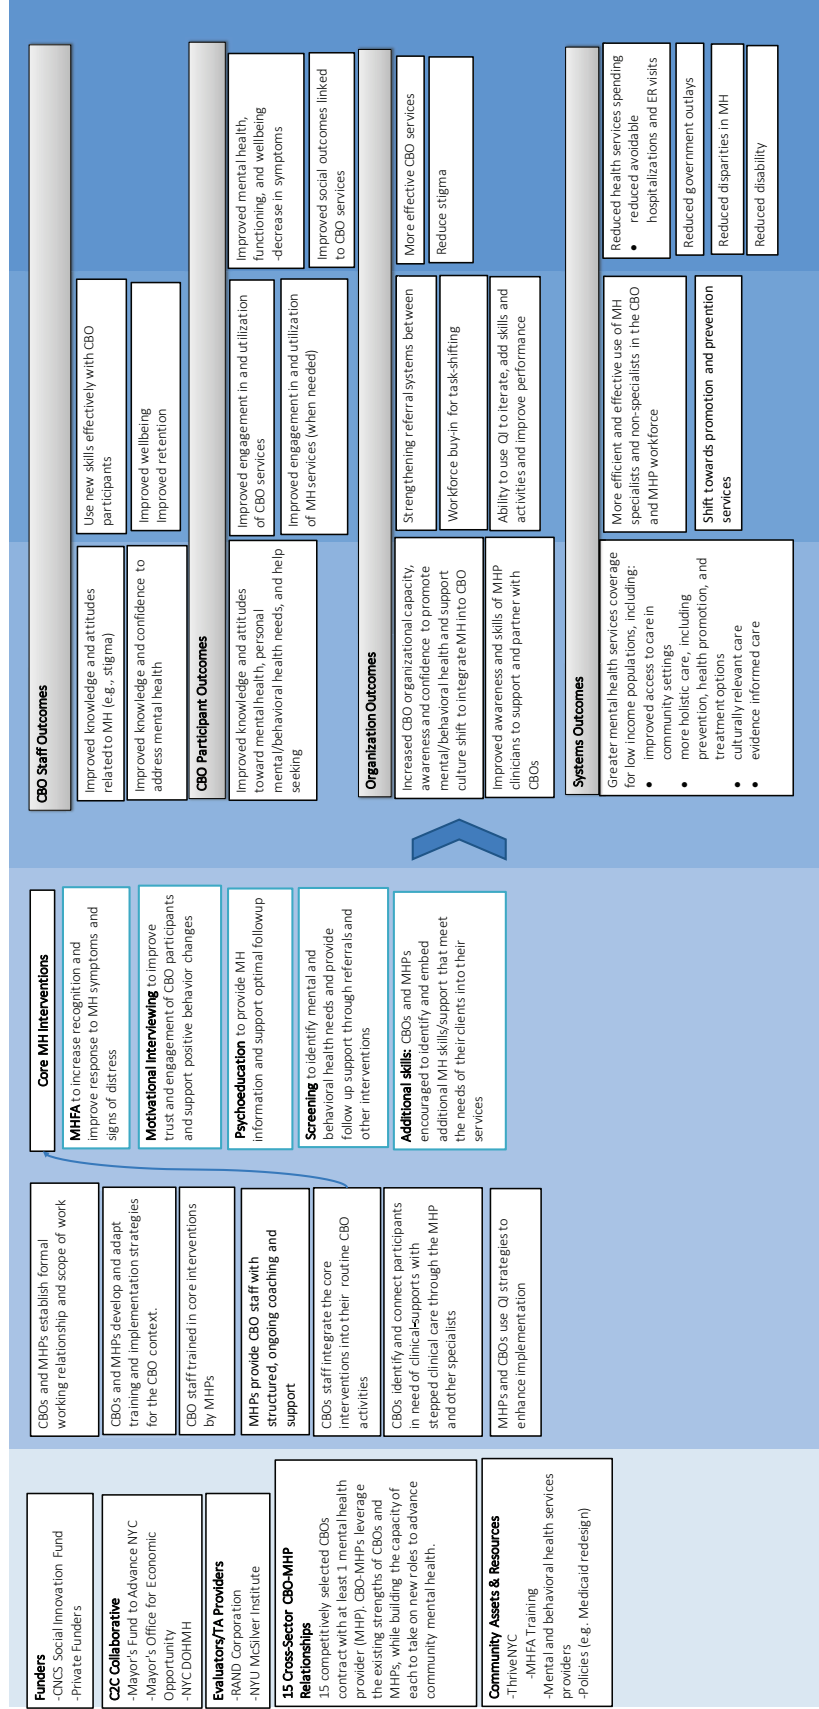 Funders
-CNCS Social Innovation Fund
-Private Funders
C2C Collaborative
-Mayor's Fund to Advance NYC
-Mayor's Office for Economic
Opportunity
-NYC DOHMH
Evaluators/TA Providers
-RAND Corporation
-NYU McSilver Institute
15 Cross-Sector CBO-MHP
Relationships
15 competitively selected CBOs
contract with at least 1 mental health
provider (MHP). CBO-MHPs leverage
the existing strengths of CBOs and
MHPs, while building the capacity of
each to take on new roles to advance
community mental health.
Community Assets & Resources
-ThriveNYC
-MHFA Training
-Mental and behavioral health services
providers
-Policies (e.g. Medicaid redesign)
CBOs and MHPs establish formal
working relationship and scope of work
CBOs and MHPs develop and adapt
training and implementation strategies
for the CBO context.
CBO staff trained in core interventions
by MHPs
MHPs provide CBO staff with
structured, ongoing coaching and
support
CBOs staff integrate the core
interventions into their routine CBO
activities
CBOs identify and connect participants
in need of clinical supports with
stepped clinical care through the MHP
and other specialists
MHPs and CBOs use QI strategies to
enhance implementation
Core MH Interventions
MHFA to increase recognition and
improve response to MH symptoms and
signs of distress
Motivational Interviewing to improve
trust and engagement of CBO participants
and support positive behavior changes
Psychoeducation to provide MH
information and support optimal followup
Screening to identify mental and
behavioral health needs and provide
follow up support through referrals and
other interventions
Additional skills: CBOs and MHPs
encouraged to identify and embed
additional MH skills/support that meet
the needs of their clients into their
services
CBO Staff Outcomes
Improved knowledge and attitudes
related to MH (e.g., stigma)
Improved knowledge and confidence to
address mental health
Use new skills effectively with CBO
participants
Improved wellbeing
Improved retention
CBO Participant Outcomes
Improved knowledge and attitudes
toward mental health, personal
mental/behavioral health needs, and help
seeking
Improved engagement in and utilization
of CBO services
Improved engagement in and utilization
of MH services (when needed)
Improved mental health,
functioning, and wellbeing
-decrease in symptoms
Improved social outcomes linked
to CBO services
Organization Outcomes
Increased CBO organizational capacity,
awareness and confidence to promote
mental/behavioral health and support
culture shift to integrate MH into CBO
Improved awareness and skills of MHP
clinicians to support and partner with
CBOs
Strengthening referral systems between
Workforce buy-in for task-shifting
Ability to use QI to iterate, add skills and
activities and improve performance
More effective CBO services
Reduce stigma
Systems Outcomes
Greater mental health services coverage
for low income populations, including:
• improved access to care in
community settings
• more holistic care, including
prevention, health promotion, and
treatment options
• culturally relevant care
• evidence informed care
More efficient and effective use of MH
specialists and non-specialists in the CBO
and MHP workforce
Shift towards promotion and prevention
services
Reduced health services spending
• reduced avoidable
hospitalizations and ER visits
Reduced government outlays
Reduced disparities in MH
Reduced disability